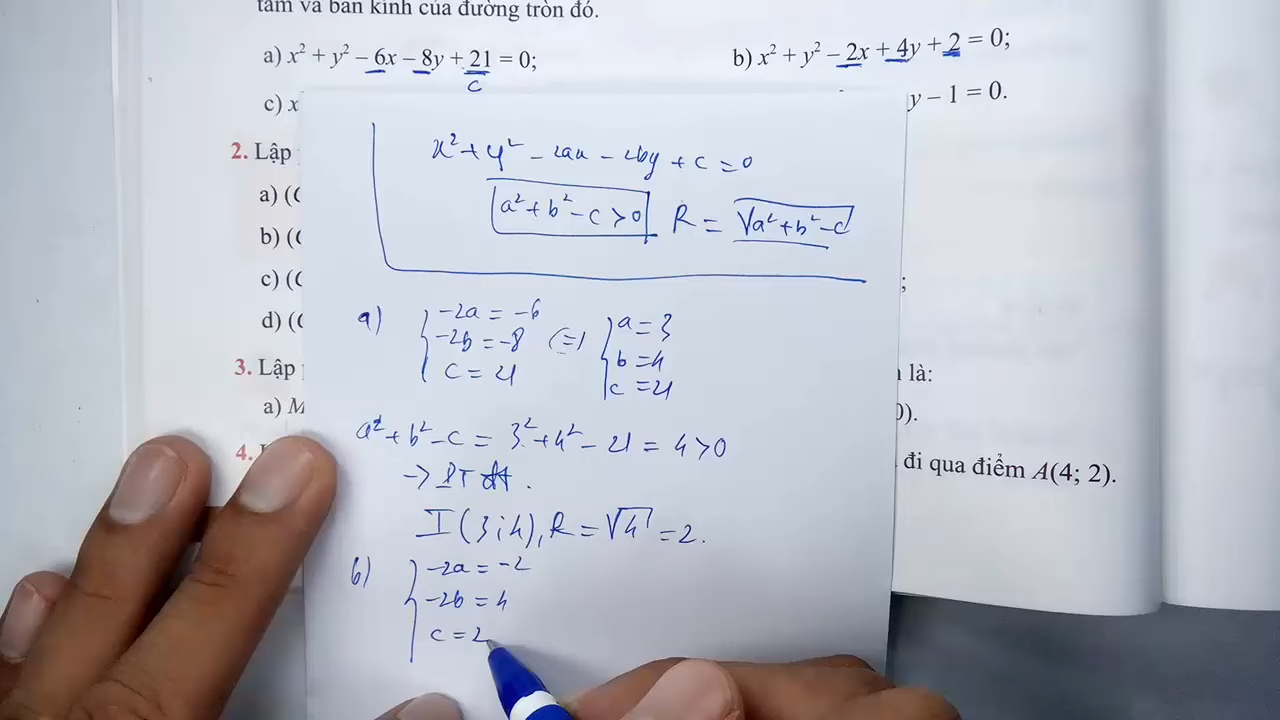 tâm và bán kính của đường tròn đó.
a) x² + y² − 6x − 8y + 21 = 0;
b) x² + y² − 2x + 4y + 2 = 0;
c
c) x
y − 1 = 0.
x² + y² − 2ax − 2by + c = 0
2. Lập
a² + b² − c > 0 R = √a² + b² − c
a) (C
b) (C
c) (C
;
d) (C
a) { −2a = −6
−2b = −8
c = 21
(=) { a = 3
b = 4
c = 21
3. Lập
là:
a) M
0).
a² + b² − c = 3² + 4² − 21 = 4 > 0
4.
đi qua điểm A(4; 2).
→ PT đt.
I (3; 4), R = √4 = 2.
b) { −2a = −2
−2b = 4
c = 2